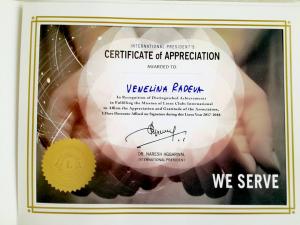 INTERNATIONAL PRESIDENT'S
CERTIFICATE OF APPRECIATION
AWARDED TO
VENELINA RADEVA
In Recognition of Distinguished Achievement
in Fulfilling the Mission of Lions Clubs International
to Affirm the Appreciation and Gratitude of the Association,
I Have Hereunto Affixed my Signature during this Lions Year 2017-2018
DR. NARESH AGGARWAL
INTERNATIONAL PRESIDENT
WE SERVE